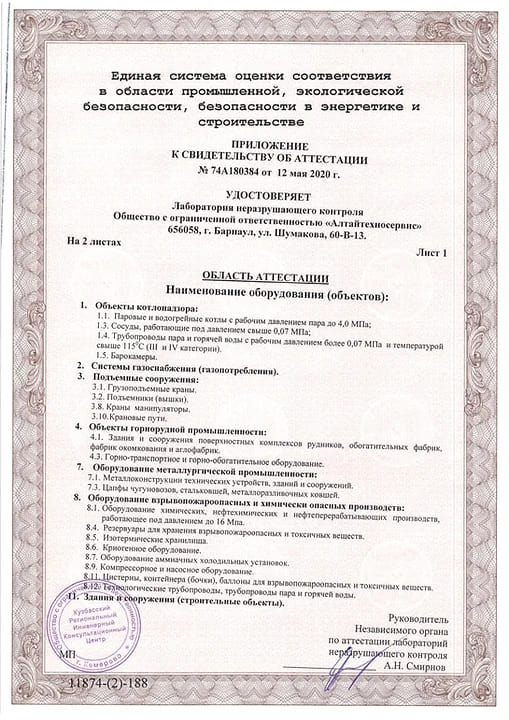 Единая система оценки соответствия
в области промышленной, экологической
безопасности, безопасности в энергетике и
строительстве
ПРИЛОЖЕНИЕ
К СВИДЕТЕЛЬСТВУ ОБ АТТЕСТАЦИИ
№ 74А180384 от 12 мая 2020 г.
УДОСТОВЕРЯЕТ
Лаборатория неразрушающего контроля
Общество с ограниченной ответственностью «Алтайтехносервис»
656058, г. Барнаул, ул. Шумакова, 60-В-13.
На 2 листах
Лист 1
ОБЛАСТЬ АТТЕСТАЦИИ
Наименование оборудования (объектов):
1. Объекты котлонадзора:
1.1. Паровые и водогрейные котлы с рабочим давлением пара до 4,0 МПа;
1.3. Сосуды, работающие под давлением свыше 0,07 МПа;
1.4. Трубопроводы пара и горячей воды с рабочим давлением более 0,07 МПа и температурой
свыше 115⁰С (III и IV категории).
1.5. Барокамеры.
2. Системы газоснабжения (газопотребления).
3. Подъемные сооружения:
3.1. Грузоподъемные краны.
3.2. Подъемники (вышки).
3.8. Краны манипуляторы.
3.10.Крановые пути.
4. Объекты горнорудной промышленности:
4.1. Здания и сооружения поверхностных комплексов рудников, обогатительных фабрик,
фабрик окомкования и аглофабрик.
4.3. Горно-транспортное и горно-обогатительное оборудование.
7. Оборудование металлургической промышленности:
7.1. Металлоконструкции технических устройств, зданий и сооружений.
7.3. Цапфы чугуновозов, стальковшей, металлоразливочных ковшей.
8. Оборудование взрывопожароопасных и химически опасных производств:
8.1. Оборудование химических, нефтехимических и нефтеперерабатывающих производств,
работающее под давлением до 16 Мпа.
8.4. Резервуары для хранения взрывопожароопасных и токсичных веществ.
8.5. Изотермические хранилища.
8.6. Криогенное оборудование.
8.7. Оборудование аммиачных холодильных установок.
8.9. Компрессорное и насосное оборудование.
8.11. Цистерны, контейнера (бочки), баллоны для взрывопожароопасных и токсичных веществ.
8.12. Технологические трубопроводы, трубопроводы пара и горячей воды.
11. Здания и сооружения (строительные объекты).
Кузбасский
Региональный
Инженерный
Консультационный
Центр
г. Кемерово
МП
Руководитель
Независимого органа
по аттестации лабораторий
неразрушающего контроля
А.Н. Смирнов
11874-(2)-188